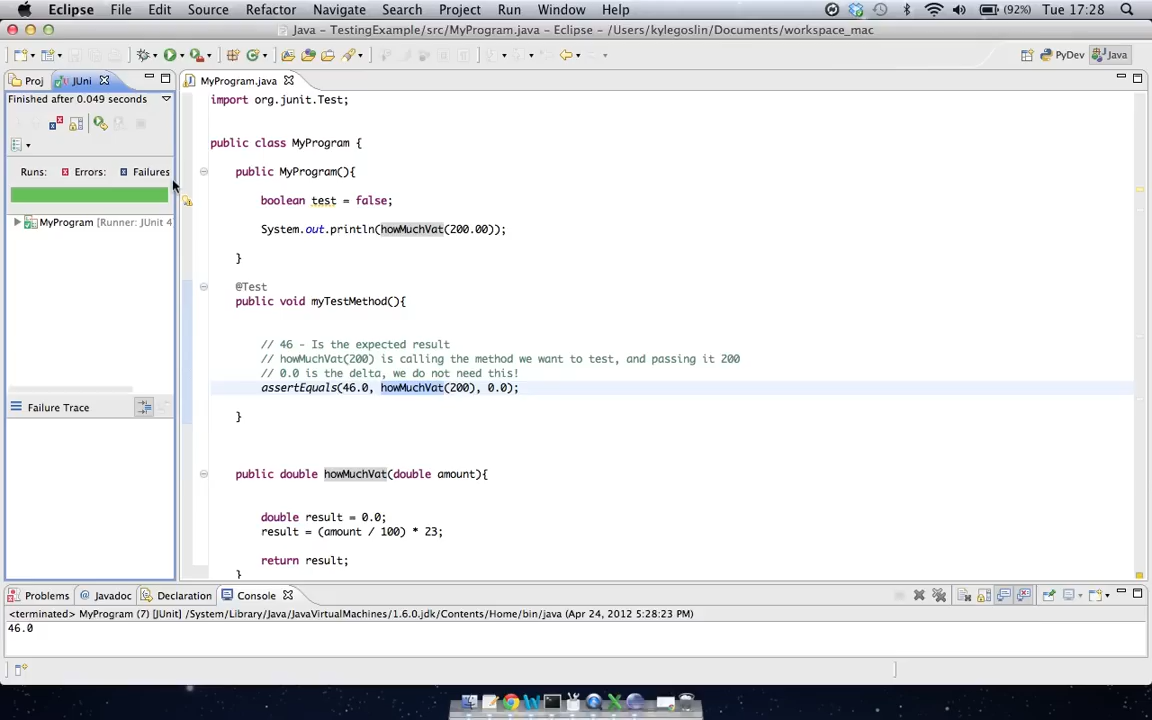 Eclipse File Edit Source Refactor Navigate Search Project Run Window Help (92%) Tue 17:28
Java – TestingExample/src/MyProgram.java – Eclipse – /Users/kylegoslin/Documents/workspace_mac
PyDev Java
Proj JUni MyProgram.java
Finished after 0.049 seconds
Runs: Errors: Failures
MyProgram [Runner: JUnit 4
Failure Trace
import org.junit.Test;
public class MyProgram {
public MyProgram(){
boolean test = false;
System.out.println(howMuchVat(200.00));
}
@Test
public void myTestMethod(){
// 46 - Is the expected result
// howMuchVat(200) is calling the method we want to test, and passing it 200
// 0.0 is the delta, we do not need this!
assertEquals(46.0, howMuchVat(200), 0.0);
}
public double howMuchVat(double amount){
double result = 0.0;
result = (amount / 100) * 23;
return result;
}
Problems Javadoc Declaration Console
<terminated> MyProgram (7) [JUnit] /System/Library/Java/JavaVirtualMachines/1.6.0.jdk/Contents/Home/bin/java (Apr 24, 2012 5:28:23 PM)
46.0